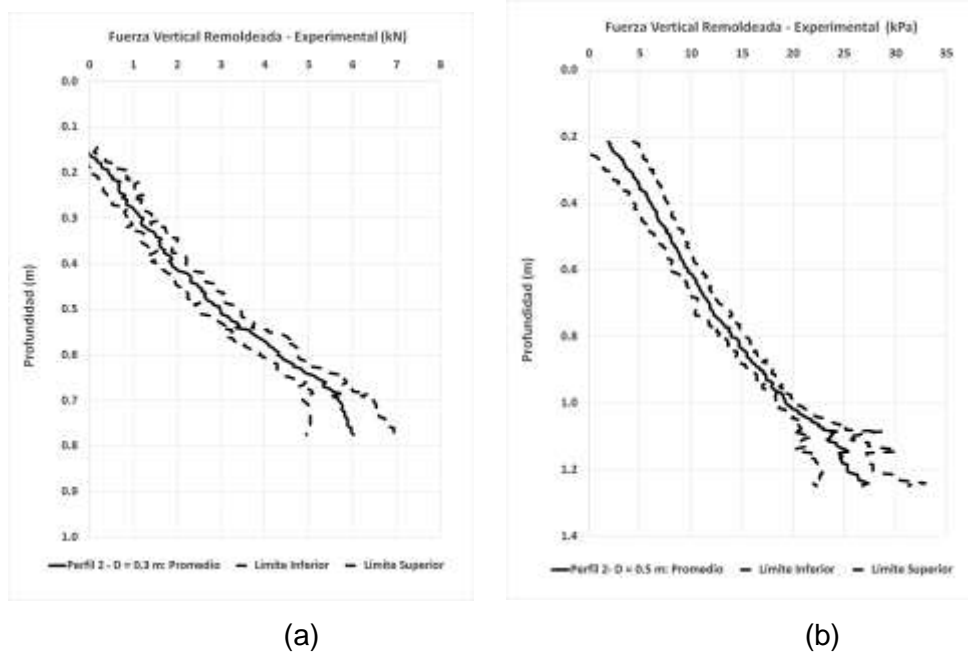 Fuerza Vertical Remoldeada - Experimental (kN)
0 1 2 3 4 5 6 7 8
0.0
0.1
0.2
0.3
0.4
0.5
0.6
0.7
0.8
0.9
1.0
Profundidad (m)
Perfil 2 - D = 0.3 m: Promedio Límite Inferior Límite Superior
(a)
Fuerza Vertical Remoldeada - Experimental (kPa)
0 5 10 15 20 25 30 35
0.0
0.2
0.4
0.6
0.8
1.0
1.2
1.4
Profundidad (m)
Perfil 2- D = 0.5 m: Promedio Límite Inferior Límite Superior
(b)